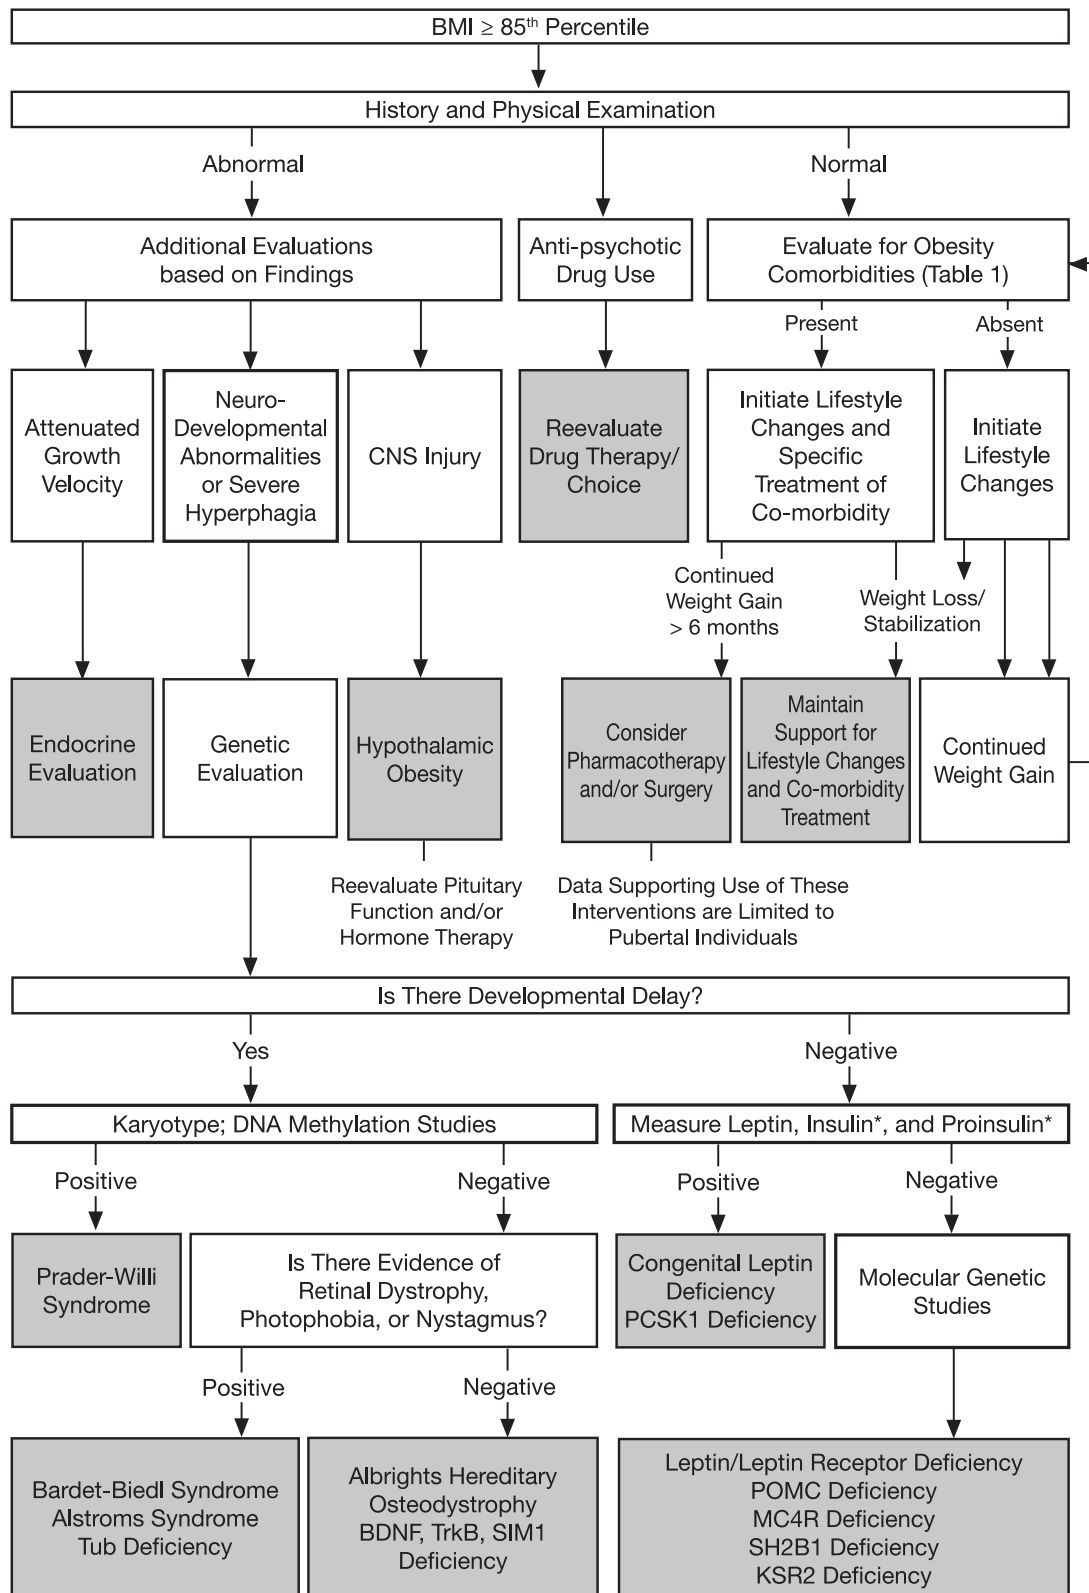 BMI ≥ 85th Percentile
History and Physical Examination
Abnormal
Normal
Additional Evaluations
based on Findings
Anti-psychotic
Drug Use
Evaluate for Obesity
Comorbidities (Table 1)
Present
Absent
Attenuated
Growth
Velocity
Neuro-
Developmental
Abnormalities
or Severe
Hyperphagia
CNS Injury
Reevaluate
Drug Therapy/
Choice
Initiate Lifestyle
Changes and
Specific
Treatment of
Co-morbidity
Initiate
Lifestyle
Changes
Continued
Weight Gain
> 6 months
Weight Loss/
Stabilization
Endocrine
Evaluation
Genetic
Evaluation
Hypothalamic
Obesity
Consider
Pharmacotherapy
and/or Surgery
Maintain
Support for
Lifestyle Changes
and Co-morbidity
Treatment
Continued
Weight Gain
Reevaluate Pituitary
Function and/or
Hormone Therapy
Data Supporting Use of These
Interventions are Limited to
Pubertal Individuals
Is There Developmental Delay?
Yes
Negative
Karyotype; DNA Methylation Studies
Measure Leptin, Insulin*, and Proinsulin*
Positive
Negative
Positive
Negative
Prader-Willi
Syndrome
Is There Evidence of
Retinal Dystrophy,
Photophobia, or Nystagmus?
Congenital Leptin
Deficiency
PCSK1 Deficiency
Molecular Genetic
Studies
Positive
Negative
Bardet-Biedl Syndrome
Alstroms Syndrome
Tub Deficiency
Albrights Hereditary
Osteodystrophy
BDNF, TrkB, SIM1
Deficiency
Leptin/Leptin Receptor Deficiency
POMC Deficiency
MC4R Deficiency
SH2B1 Deficiency
KSR2 Deficiency